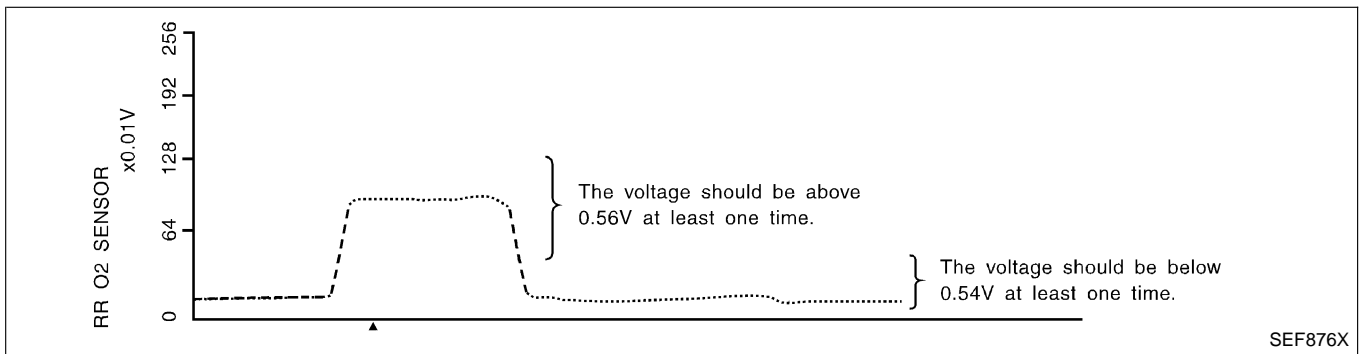 256
192
128
64
0
RR O2 SENSOR
x0.01V
The voltage should be above
0.56V at least one time.
The voltage should be below
0.54V at least one time.
SEF876X